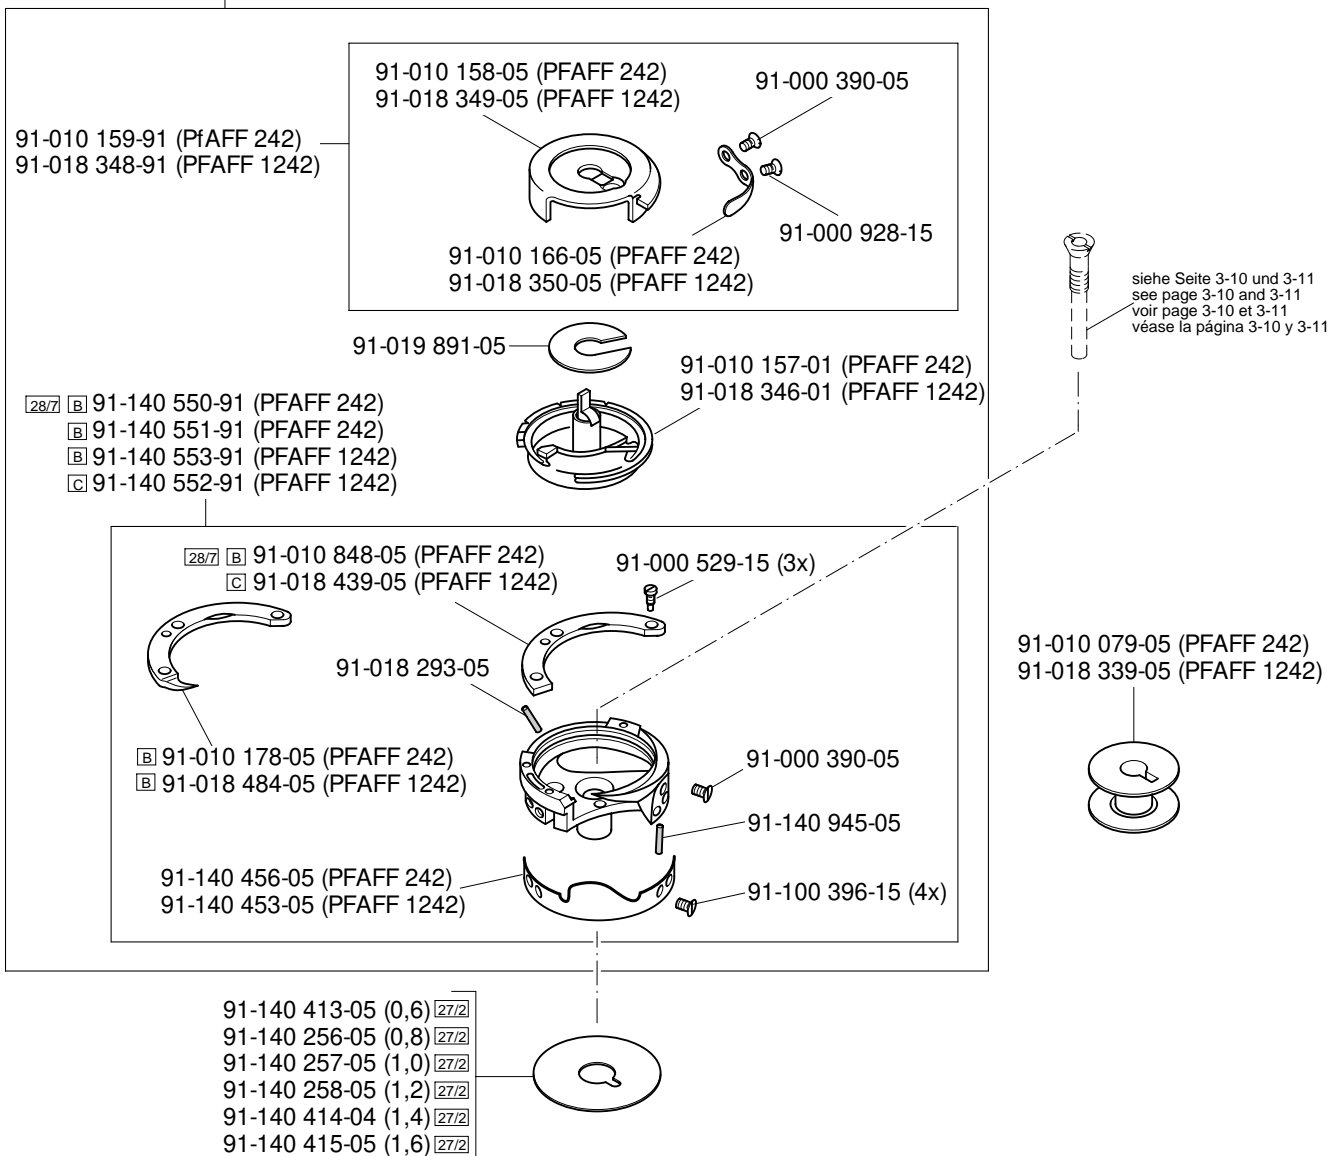 91-010 158-05 (PFAFF 242)
91-018 349-05 (PFAFF 1242)
91-000 390-05
91-010 159-91 (PfAFF 242)
91-018 348-91 (PFAFF 1242)
91-000 928-15
91-010 166-05 (PFAFF 242)
91-018 350-05 (PFAFF 1242)
siehe Seite 3-10 und 3-11
see page 3-10 and 3-11
voir page 3-10 et 3-11
véase la página 3-10 y 3-11
91-019 891-05
91-010 157-01 (PFAFF 242)
91-018 346-01 (PFAFF 1242)
28/7 B 91-140 550-91 (PFAFF 242)
B 91-140 551-91 (PFAFF 242)
B 91-140 553-91 (PFAFF 1242)
C 91-140 552-91 (PFAFF 1242)
28/7 B 91-010 848-05 (PFAFF 242)
C 91-018 439-05 (PFAFF 1242)
91-000 529-15 (3x)
91-018 293-05
91-010 079-05 (PFAFF 242)
91-018 339-05 (PFAFF 1242)
B 91-010 178-05 (PFAFF 242)
B 91-018 484-05 (PFAFF 1242)
91-000 390-05
91-140 945-05
91-140 456-05 (PFAFF 242)
91-140 453-05 (PFAFF 1242)
91-100 396-15 (4x)
91-140 413-05 (0,6) 27/2
91-140 256-05 (0,8) 27/2
91-140 257-05 (1,0) 27/2
91-140 258-05 (1,2) 27/2
91-140 414-04 (1,4) 27/2
91-140 415-05 (1,6) 27/2